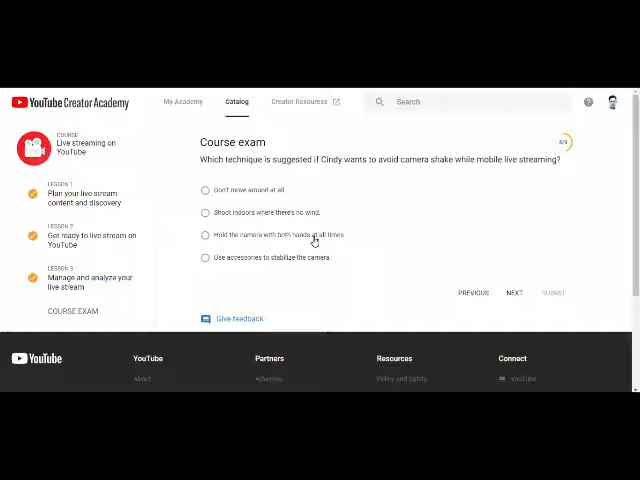 YouTube Creator Academy
My Academy
Catalog
Creator Resources
Search
COURSE
Live streaming on
YouTube
LESSON 1
Plan your live stream
content and discovery
LESSON 2
Get ready to live stream on
YouTube
LESSON 3
Manage and analyze your
live stream
COURSE EXAM
Course exam
4/9
Which technique is suggested if Cindy wants to avoid camera shake while mobile live streaming?
Don't move around at all
Shoot indoors where there's no wind.
Hold the camera with both hands at all times
Use accessories to stabilize the camera.
PREVIOUS
NEXT
SUBMIT
Give feedback
YouTube
YouTube
Partners
Resources
Connect
About
Advertise
Policy and Safety
YouTube